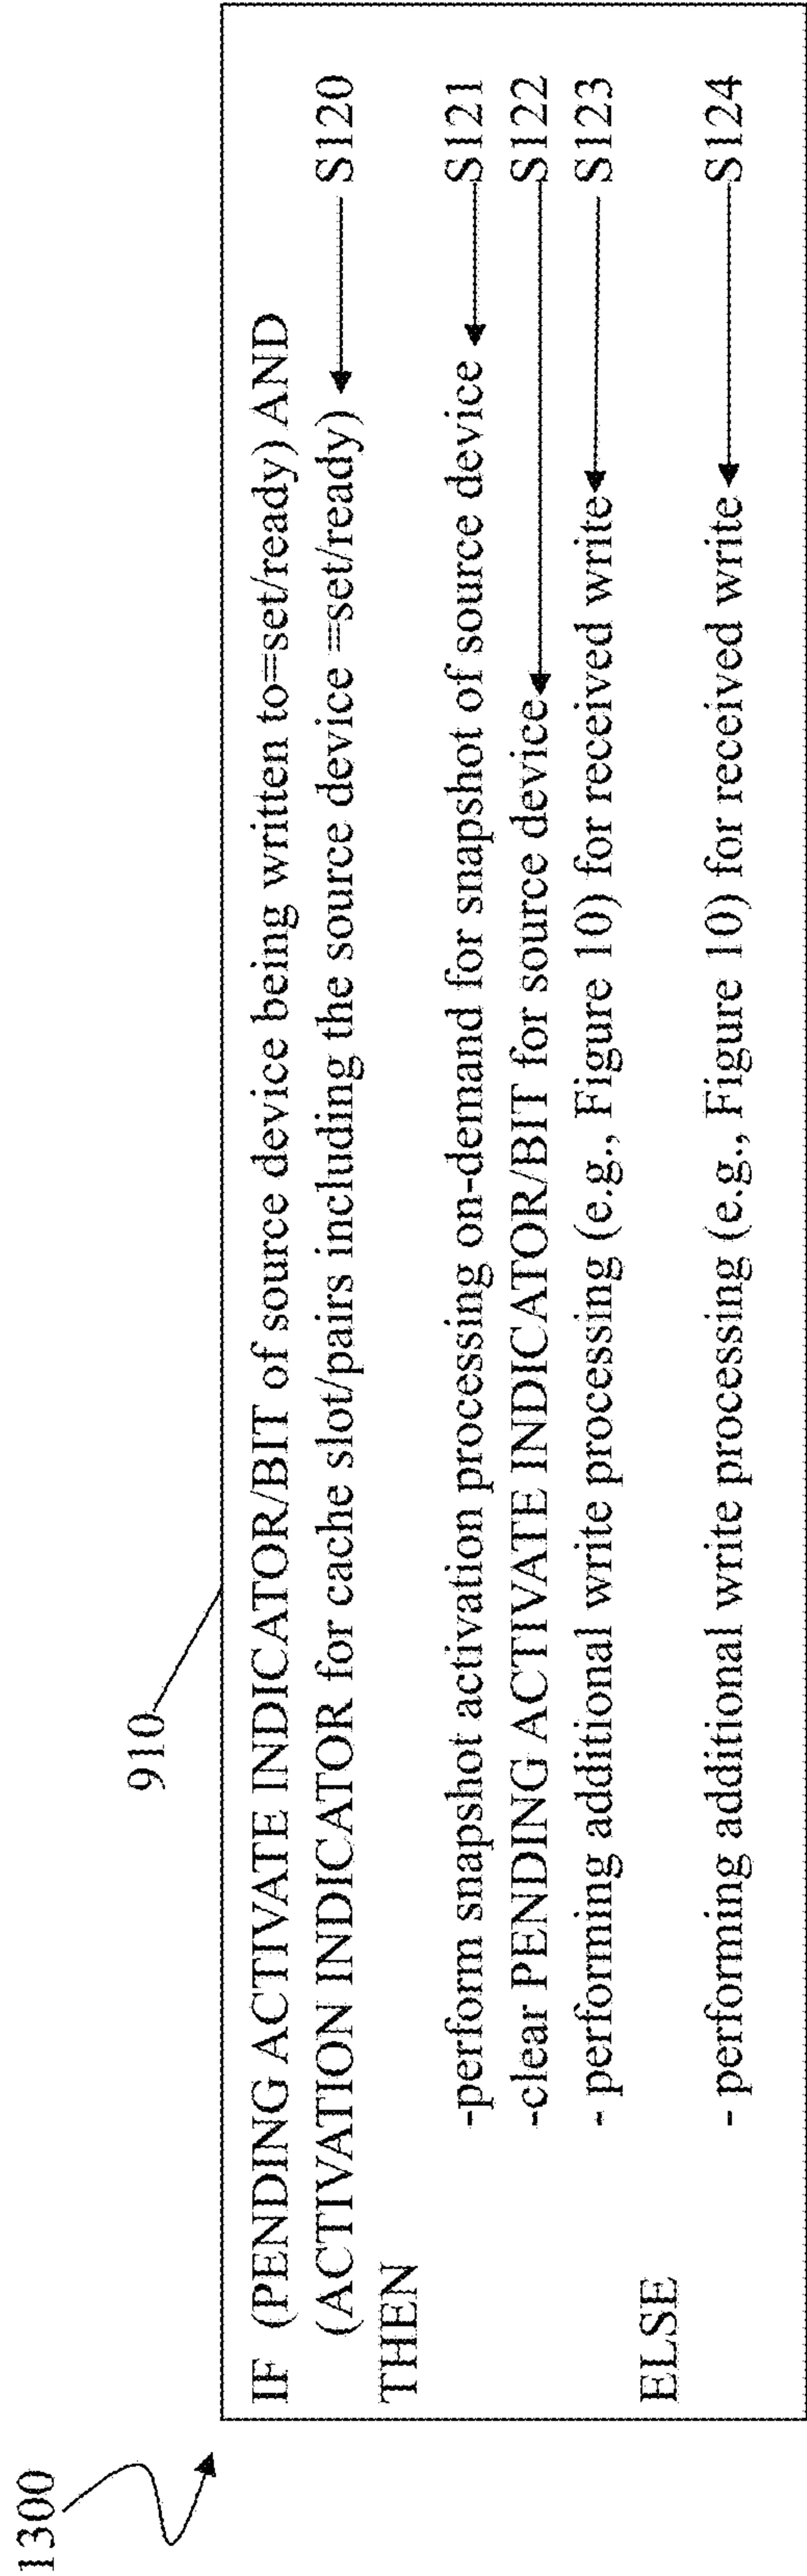 1300
910
IF (PENDING ACTIVATE INDICATOR/BIT of source device being written to=set/ready) AND
(ACTIVATION INDICATOR for cache slot/pairs including the source device =set/ready) S120
THEN
-perform snapshot activation processing on-demand for snapshot of source device S121
-clear PENDING ACTIVATE INDICATOR/BIT for source device S122
- performing additional write processing (e.g., Figure 10) for received write S123
ELSE
- performing additional write processing (e.g., Figure 10) for received write S124